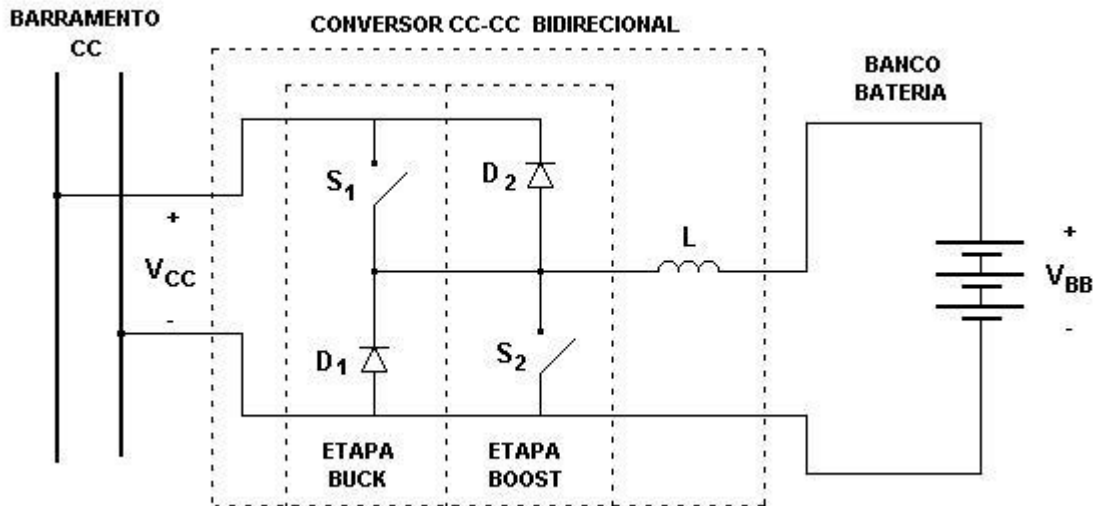 BARRAMENTO
CC
CONVERSOR CC-CC BIDIRECIONAL
BANCO
BATERIA
S1
D2
L
+
VCC
-
+
VBB
-
D1
S2
ETAPA
BUCK
ETAPA
BOOST